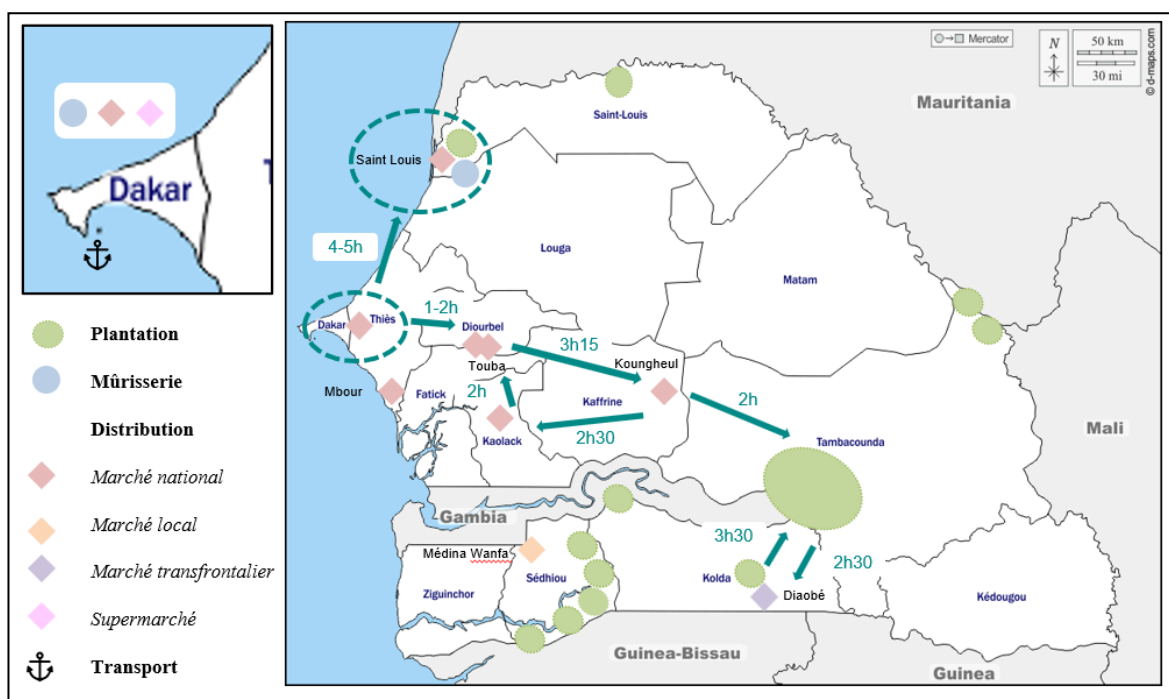 Dakar
T
Plantation
Mûrisserie
Distribution
Marché national
Marché local
Marché transfrontalier
Supermarché
Transport
Mercator
N
50 km
30 mi
© d-maps.com
Mauritania
Saint-Louis
Saint Louis
4-5h
Louga
Matam
Dakar
Thiès
1-2h
Diourbel
3h15
Koungheul
Touba
Mbour
Fatick
2h
Kaffrine
2h
Kaolack
2h30
Tambacounda
Mali
Gambia
Médina Wanfa
3h30
2h30
Sédhiou
Kolda
Diaobé
Ziguinchor
Kédougou
Guinea-Bissau
Guinea